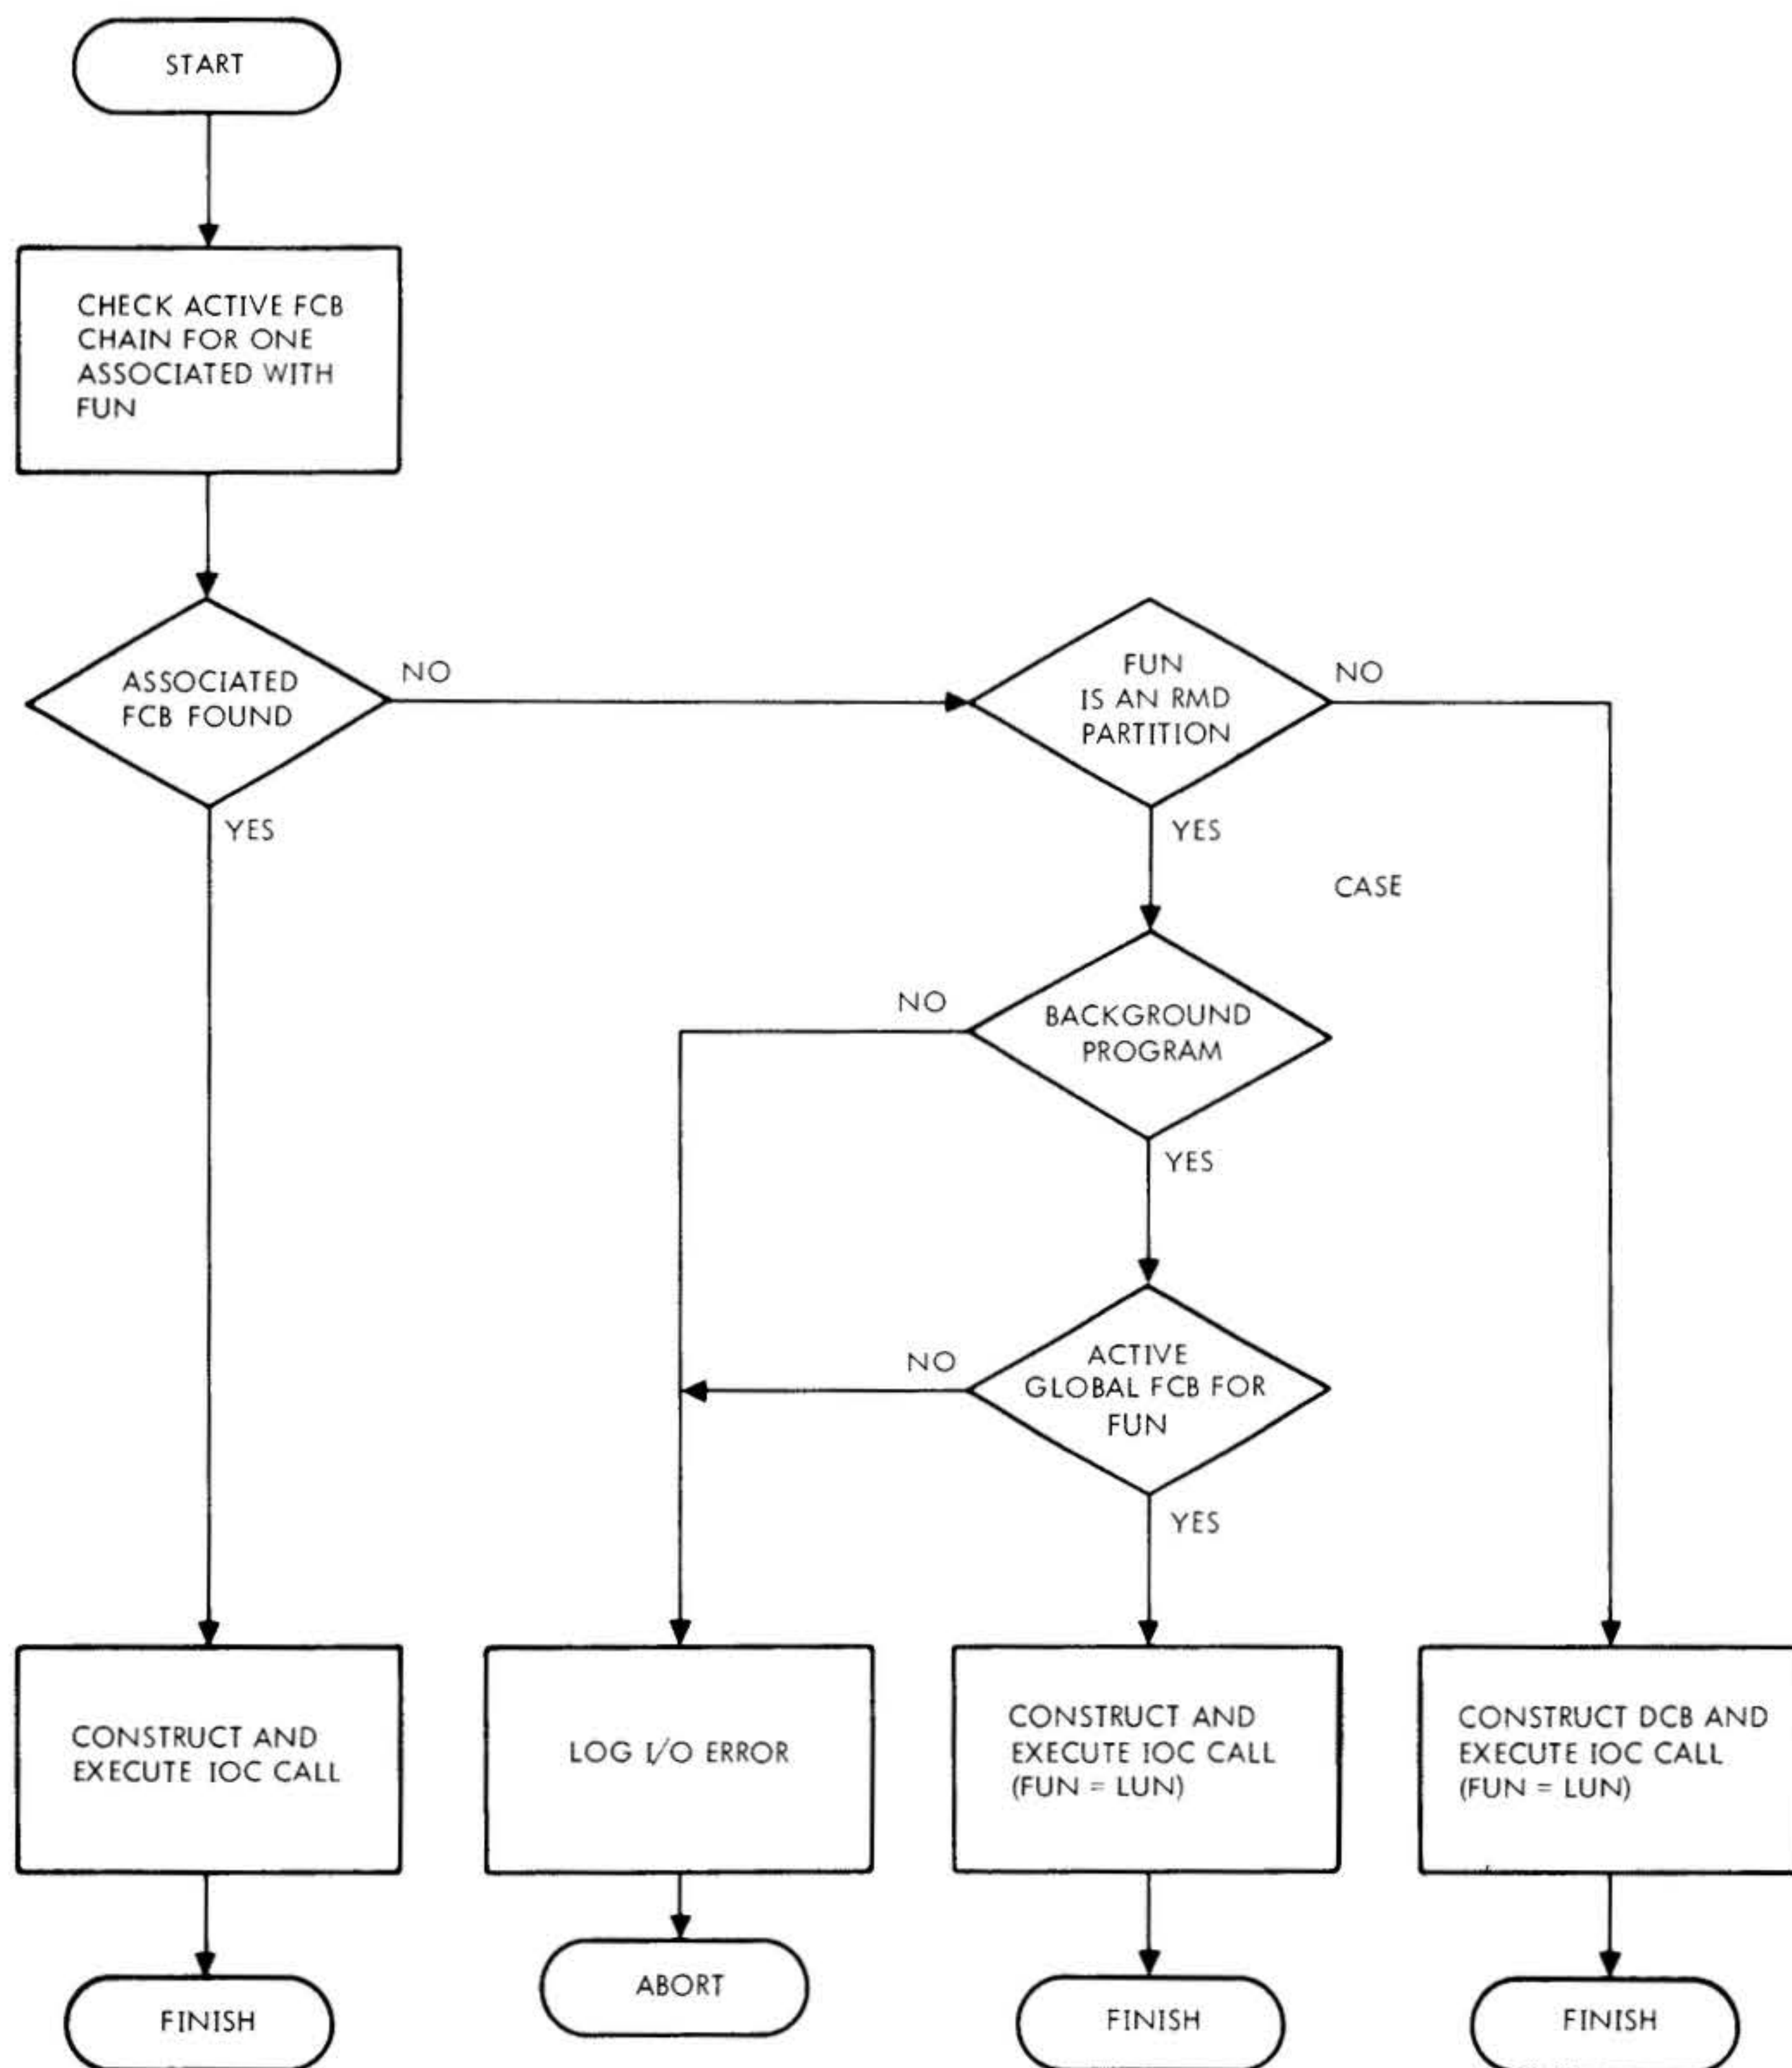 START
CHECK ACTIVE FCB
CHAIN FOR ONE
ASSOCIATED WITH
FUN
ASSOCIATED
FCB FOUND
NO
YES
FUN
IS AN RMD
PARTITION
NO
YES
CASE
BACKGROUND
PROGRAM
NO
YES
ACTIVE
GLOBAL FCB FOR
FUN
NO
YES
CONSTRUCT AND
EXECUTE IOC CALL
LOG I/O ERROR
CONSTRUCT AND
EXECUTE IOC CALL
(FUN = LUN)
CONSTRUCT DCB AND
EXECUTE IOC CALL
(FUN = LUN)
FINISH
ABORT
FINISH
FINISH